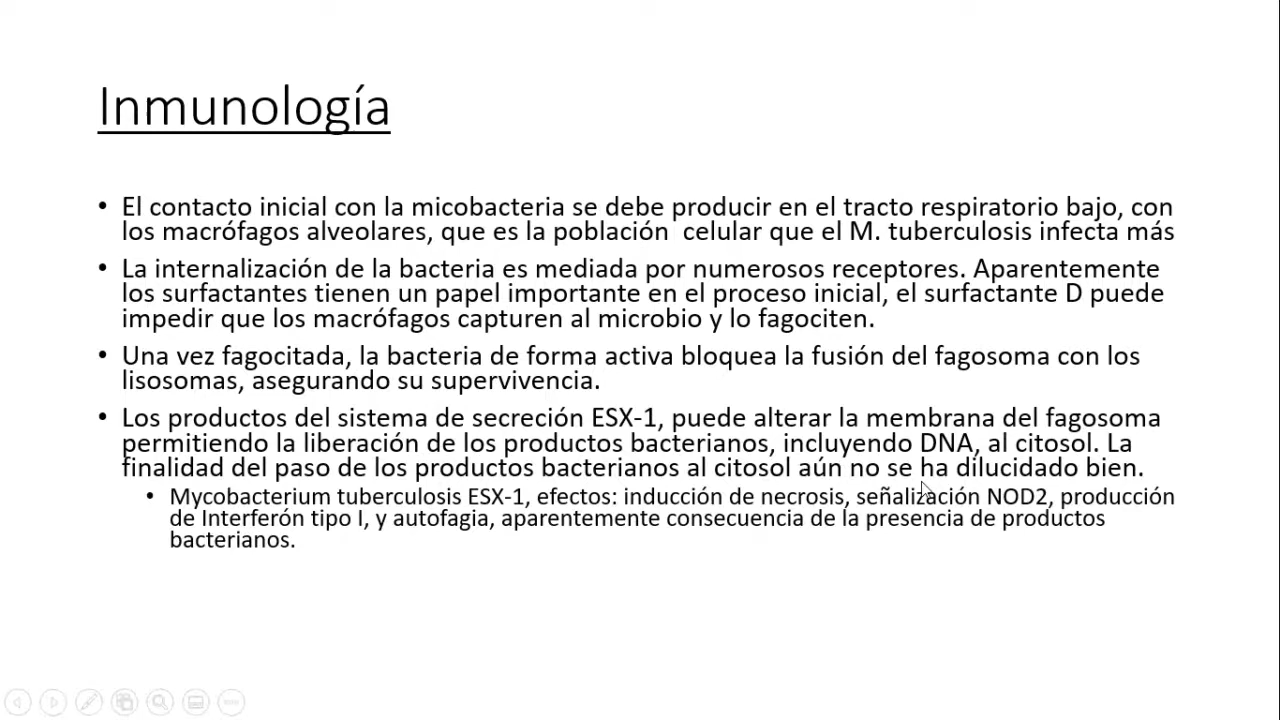 Inmunología
• El contacto inicial con la micobacteria se debe producir en el tracto respiratorio bajo, con
los macrófagos alveolares, que es la población  celular que el M. tuberculosis infecta más
• La internalización de la bacteria es mediada por numerosos receptores. Aparentemente
los surfactantes tienen un papel importante en el proceso inicial, el surfactante D puede
impedir que los macrófagos capturen al microbio y lo fagociten.
• Una vez fagocitada, la bacteria de forma activa bloquea la fusión del fagosoma con los
lisosomas, asegurando su supervivencia.
• Los productos del sistema de secreción ESX-1, puede alterar la membrana del fagosoma
permitiendo la liberación de los productos bacterianos, incluyendo DNA, al citosol. La
finalidad del paso de los productos bacterianos al citosol aún no se ha dilucidado bien.
• Mycobacterium tuberculosis ESX-1, efectos: inducción de necrosis, señalización NOD2, producción
de Interferón tipo I, y autofagia, aparentemente consecuencia de la presencia de productos
bacterianos.